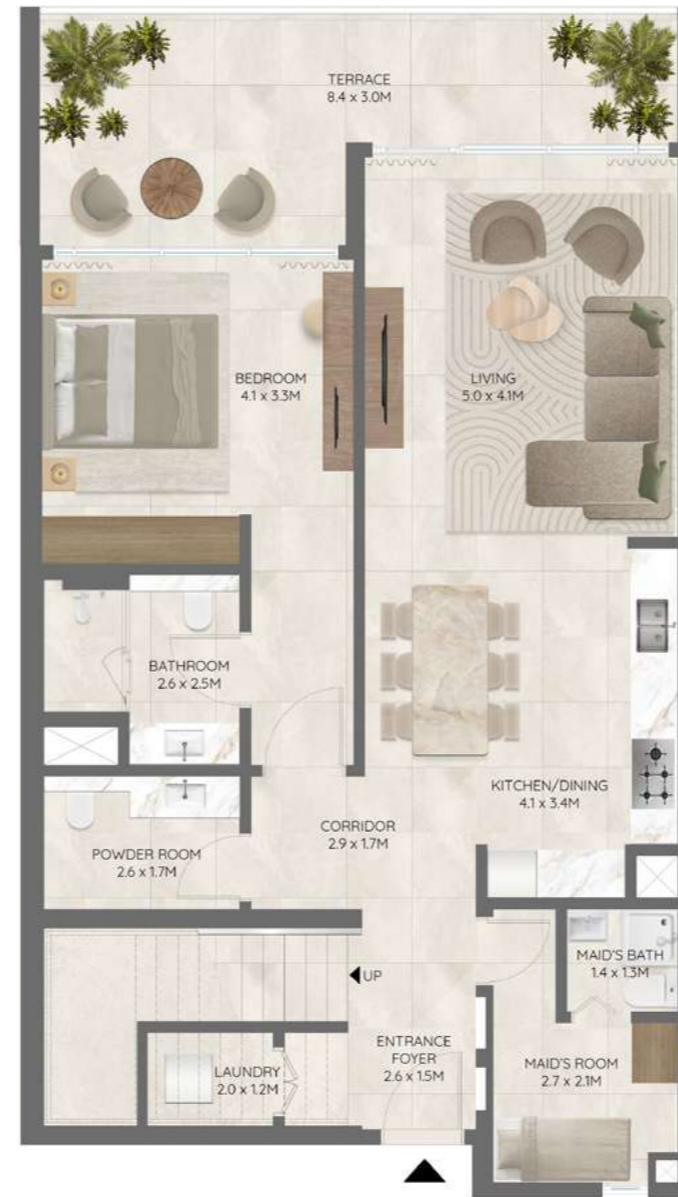 TERRACE
8.4 x 3.0M
BEDROOM
4.1 x 3.3M
LIVING
5.0 x 4.1M
BATHROOM
2.6 x 2.5M
KITCHEN/DINING
4.1 x 3.4M
CORRIDOR
2.9 x 1.7M
POWDER ROOM
2.6 x 1.7M
MAID'S BATH
1.4 x 1.3M
UP
ENTRANCE
FOYER
2.6 x 1.5M
LAUNDRY
2.0 x 1.2M
MAID'S ROOM
2.7 x 2.1M